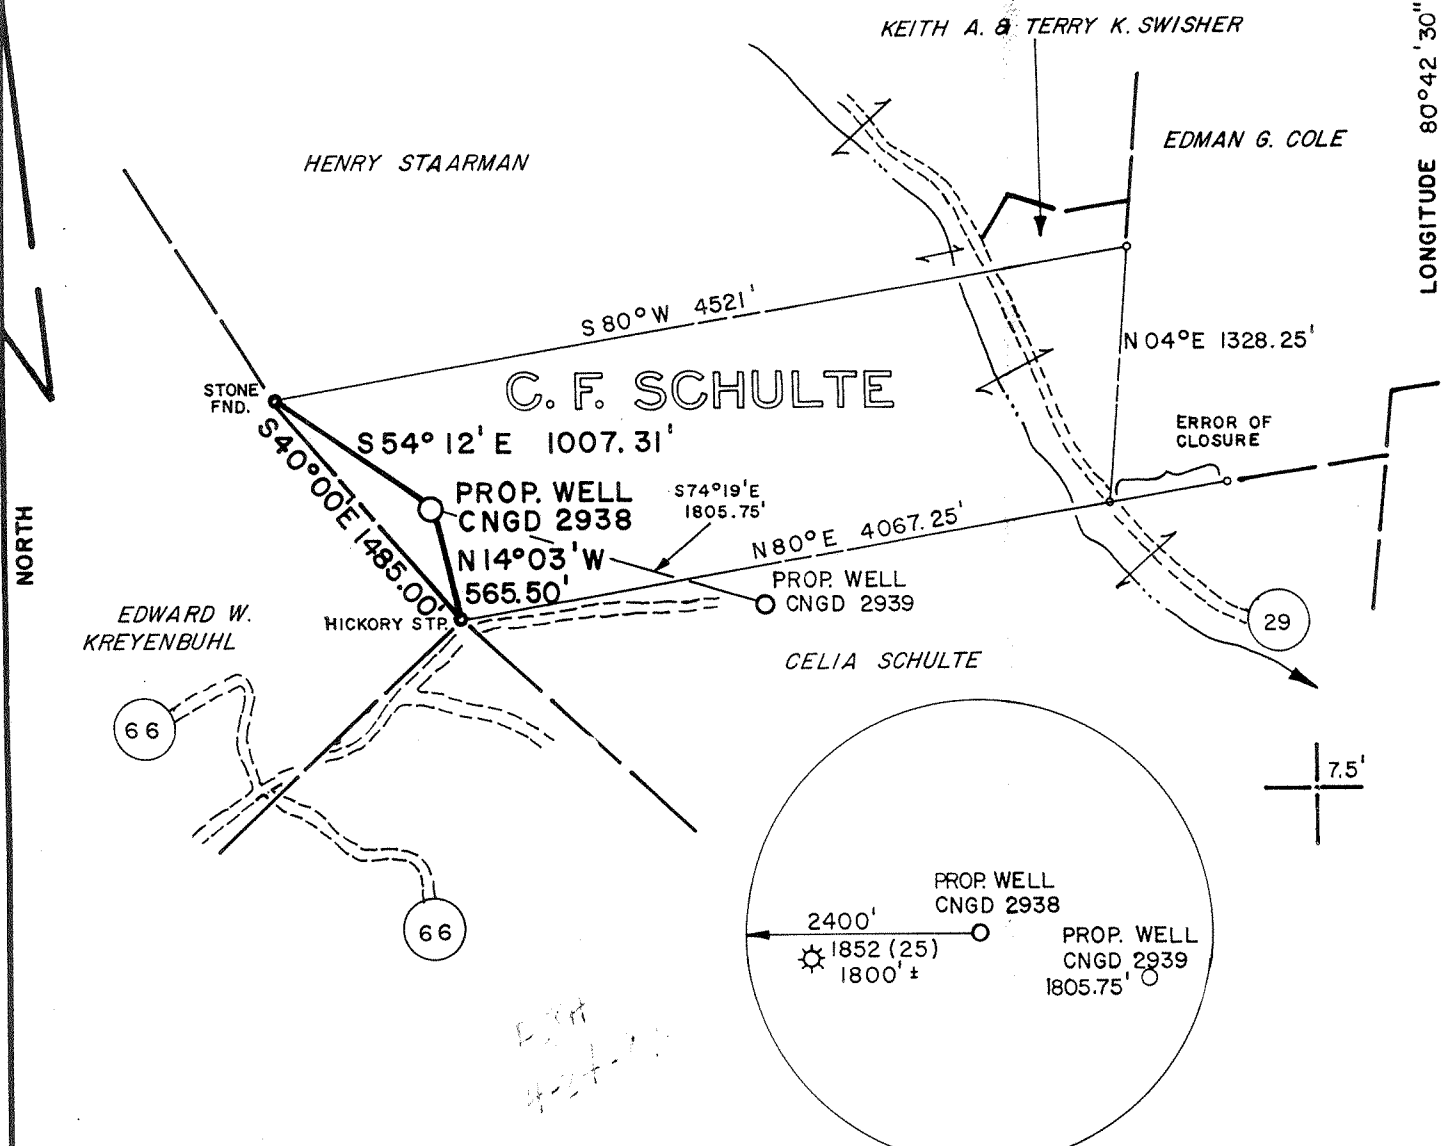 KEITH A. & TERRY K. SWISHER
LONGITUDE 80°42'30"
EDMAN G. COLE
HENRY STAARMAN
S 80° W 4521'
N 04°E 1328.25'
C. F. SCHULTE
STONE
FND.
ERROR OF
CLOSURE
S 54° 12' E 1007.31'
S 40°00'E 1485.00'
PROP. WELL
CNGD 2938
S74°19'E
1805.75'
N 80°E 4067.25'
N 14°03'W
565.50'
PROP. WELL
CNGD 2939
NORTH
EDWARD W.
KREYENBUHL
HICKORY STP.
29
CELIA SCHULTE
66
7.5'
PROP. WELL
CNGD 2938
2400'
1852 (25)
1800' ±
PROP. WELL
CNGD 2939
1805.75'
66